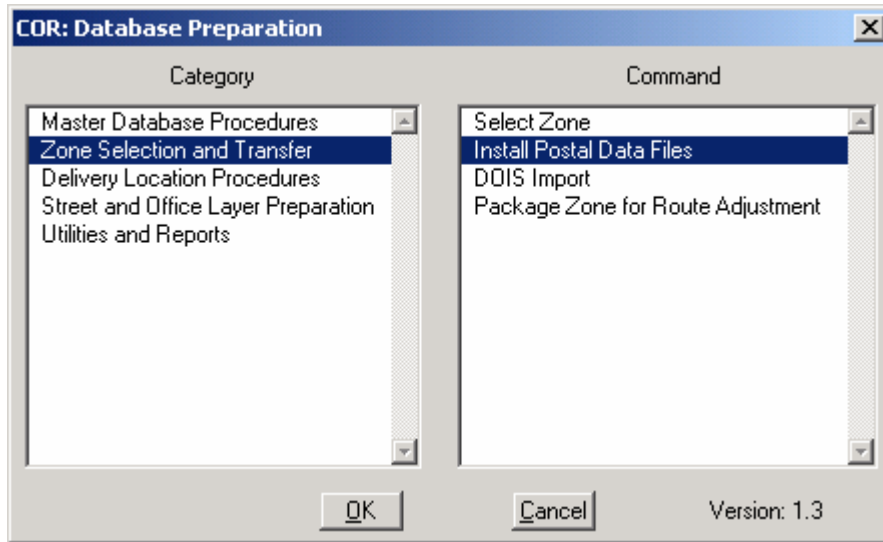 COR: Database Preparation
Category
Command
Master Database Procedures
Zone Selection and Transfer
Delivery Location Procedures
Street and Office Layer Preparation
Utilities and Reports
Select Zone
Install Postal Data Files
DOIS Import
Package Zone for Route Adjustment
OK
Cancel
Version: 1.3